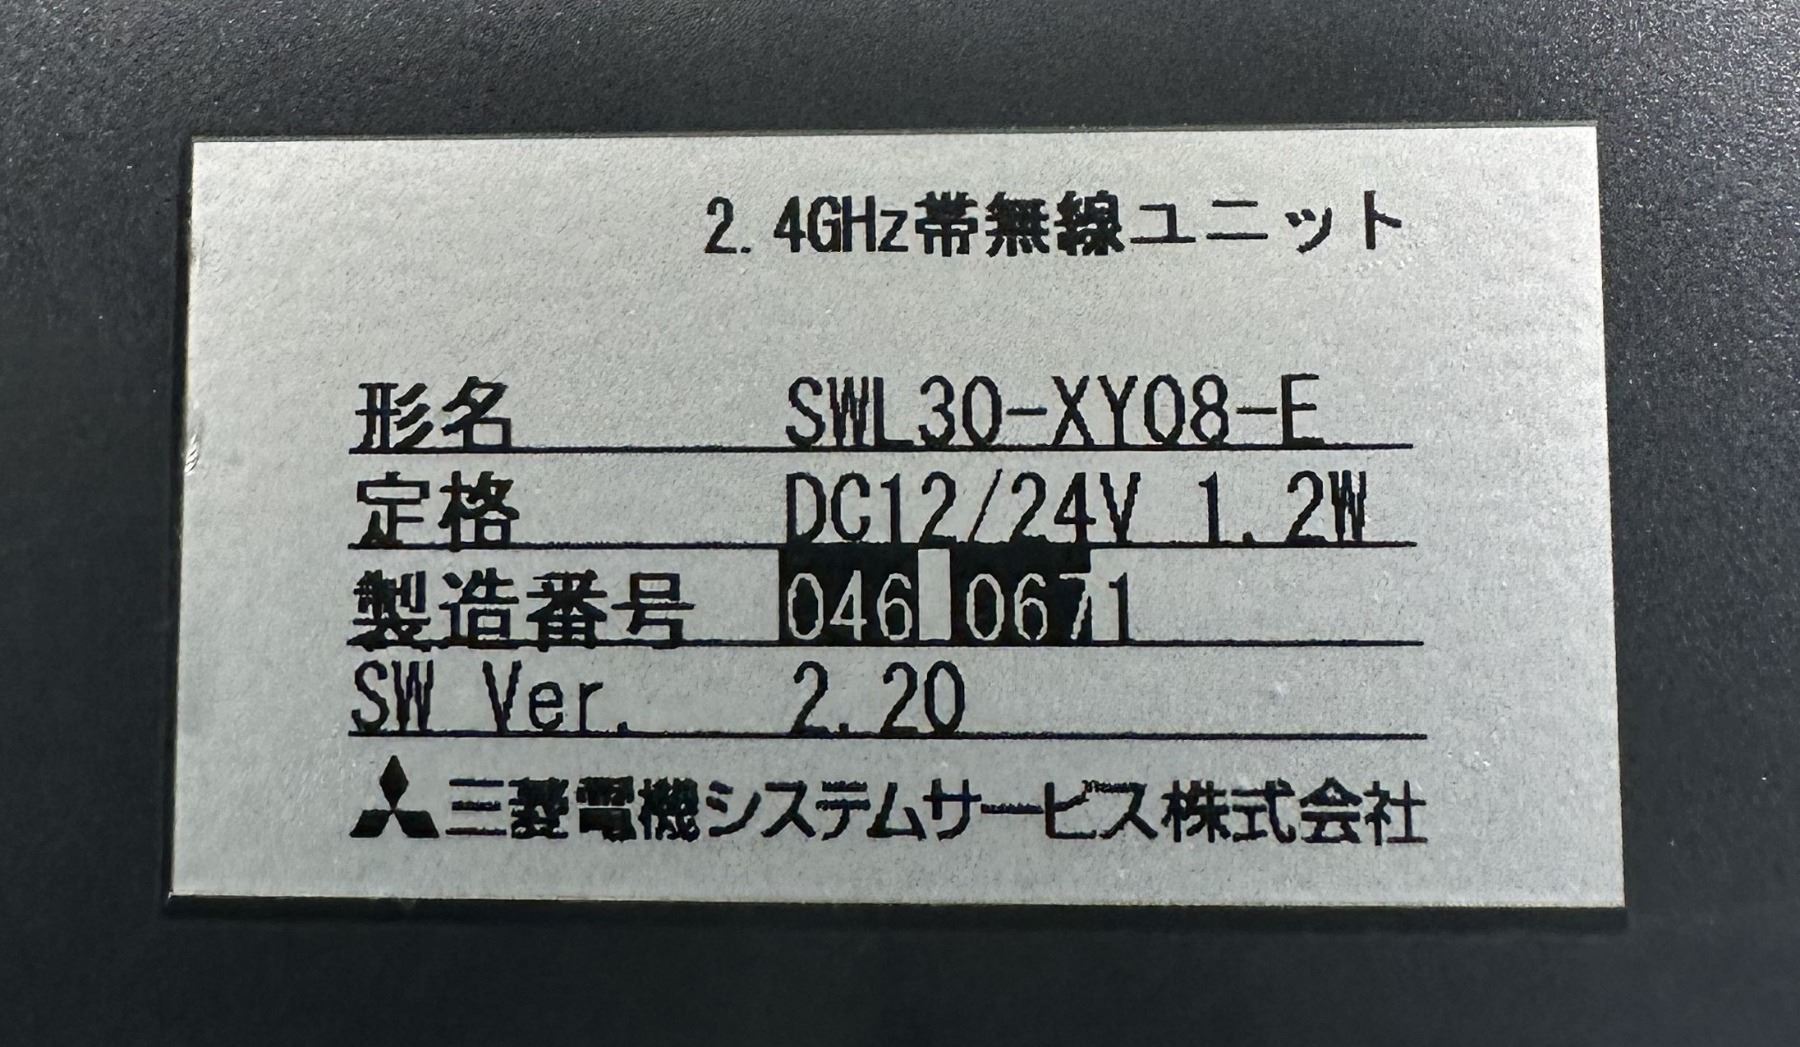 2.4GHz帯無線ユニット
形名 SWL30-XY08-E
定格 DC12/24V 1.2W
製造番号 046 0671
SW Ver. 2.20
三菱電機システムサービス株式会社